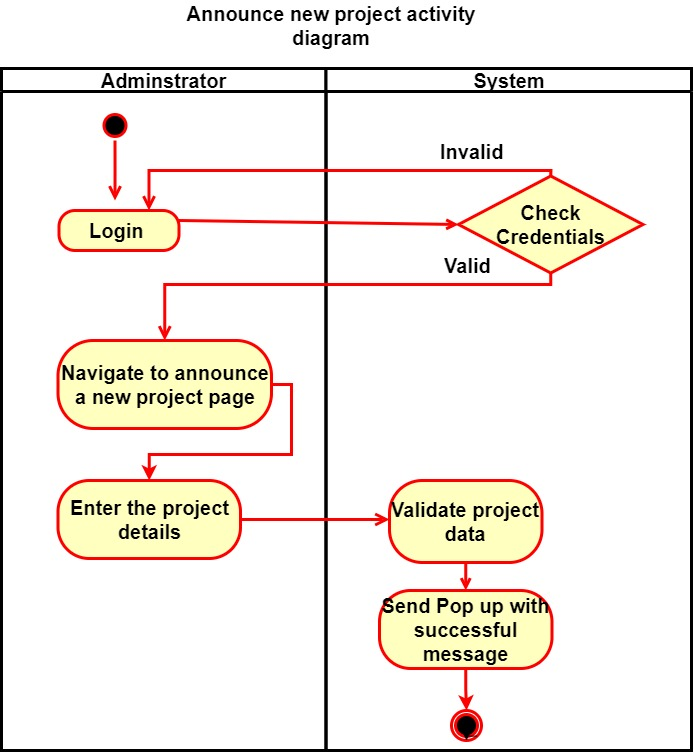 Announce new project activity
diagram
Adminstrator
System
Invalid
Login
Check
Credentials
Valid
Navigate to announce
a new project page
Enter the project
details
Validate project
data
Send Pop up with
successful
message